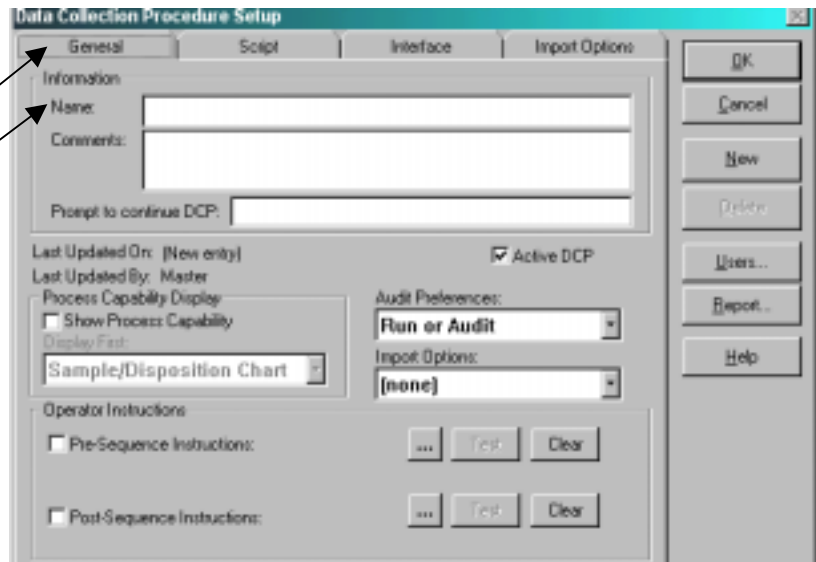 Data Collection Procedure Setup
General Script Interface Import Options
OK
Information
Name:
Cancel
Comments:
New
Prompt to continue DCP:
Delete
Last Updated On: (New entry)
Active DCP
Users...
Last Updated By: Master
Process Capability Display
Audit Preferences:
Show Process Capability
Run or Audit
Report...
Display First:
Import Options:
Sample/Disposition Chart
(none)
Help
Operator Instructions
Pre-Sequence Instructions:
... Test Clear
Post-Sequence Instructions:
... Test Clear